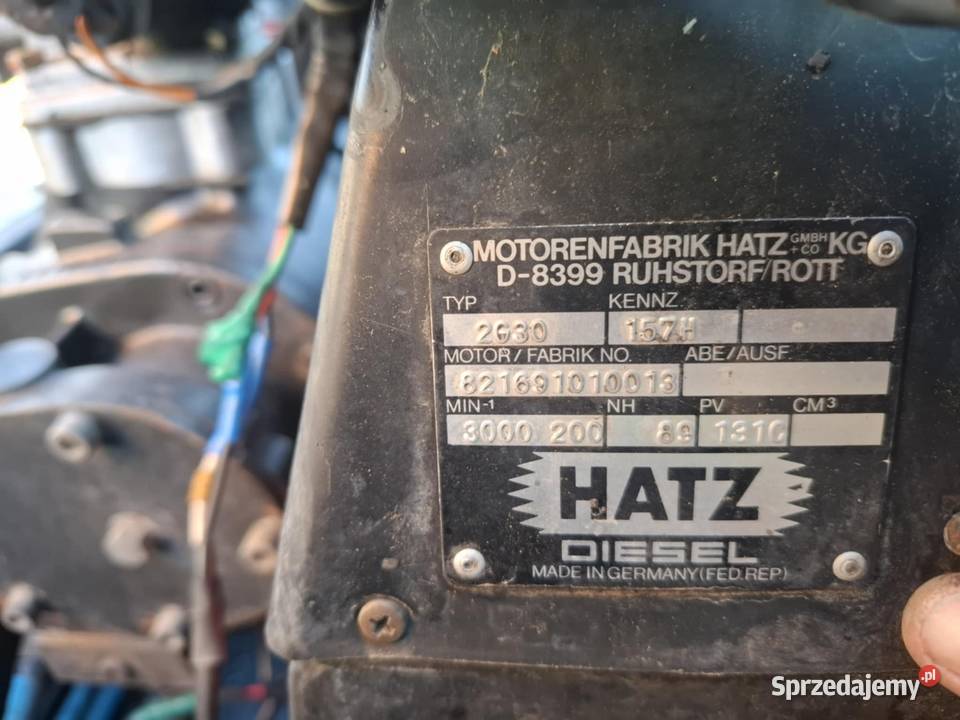 MOTORENFABRIK HATZ GMBH + CO KG
D-8399 RUHSTORF/ROTT
TYP KENNZ.
2G30 157H -
MOTOR/FABRIK NO. ABE/AUSF.
821691010013
MIN-1 NH PV CM3
3000 200 89 1310
HATZ
DIESEL
MADE IN GERMANY (FED.REP.)
Sprzedajemy.pl